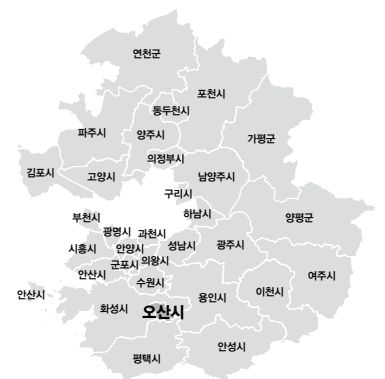 연천군
포천시
동두천시
파주시
양주시
가평군
의정부시
김포시
고양시
남양주시
구리시
부천시
하남시
양평군
광명시
과천시
시흥시
안양시
성남시
광주시
군포시
의왕시
안산시
여주시
수원시
안산시
용인시
이천시
화성시
오산시
안성시
평택시